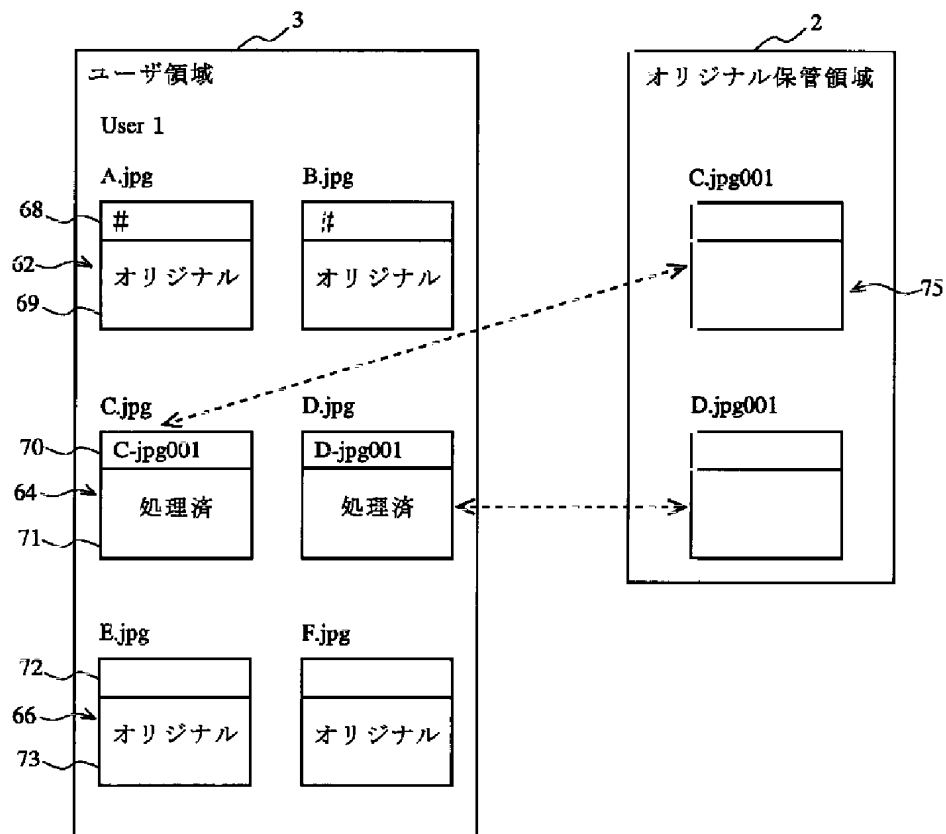 3
2
ユーザ領域
オリジナル保管領域
User 1
A.jpg
B.jpg
C.jpg001
68
#
#
62
オリジナル
オリジナル
69
75
C.jpg
D.jpg
D.jpg001
70
C-jpg001
D-jpg001
64
処理済
処理済
71
E.jpg
F.jpg
72
66
オリジナル
オリジナル
73